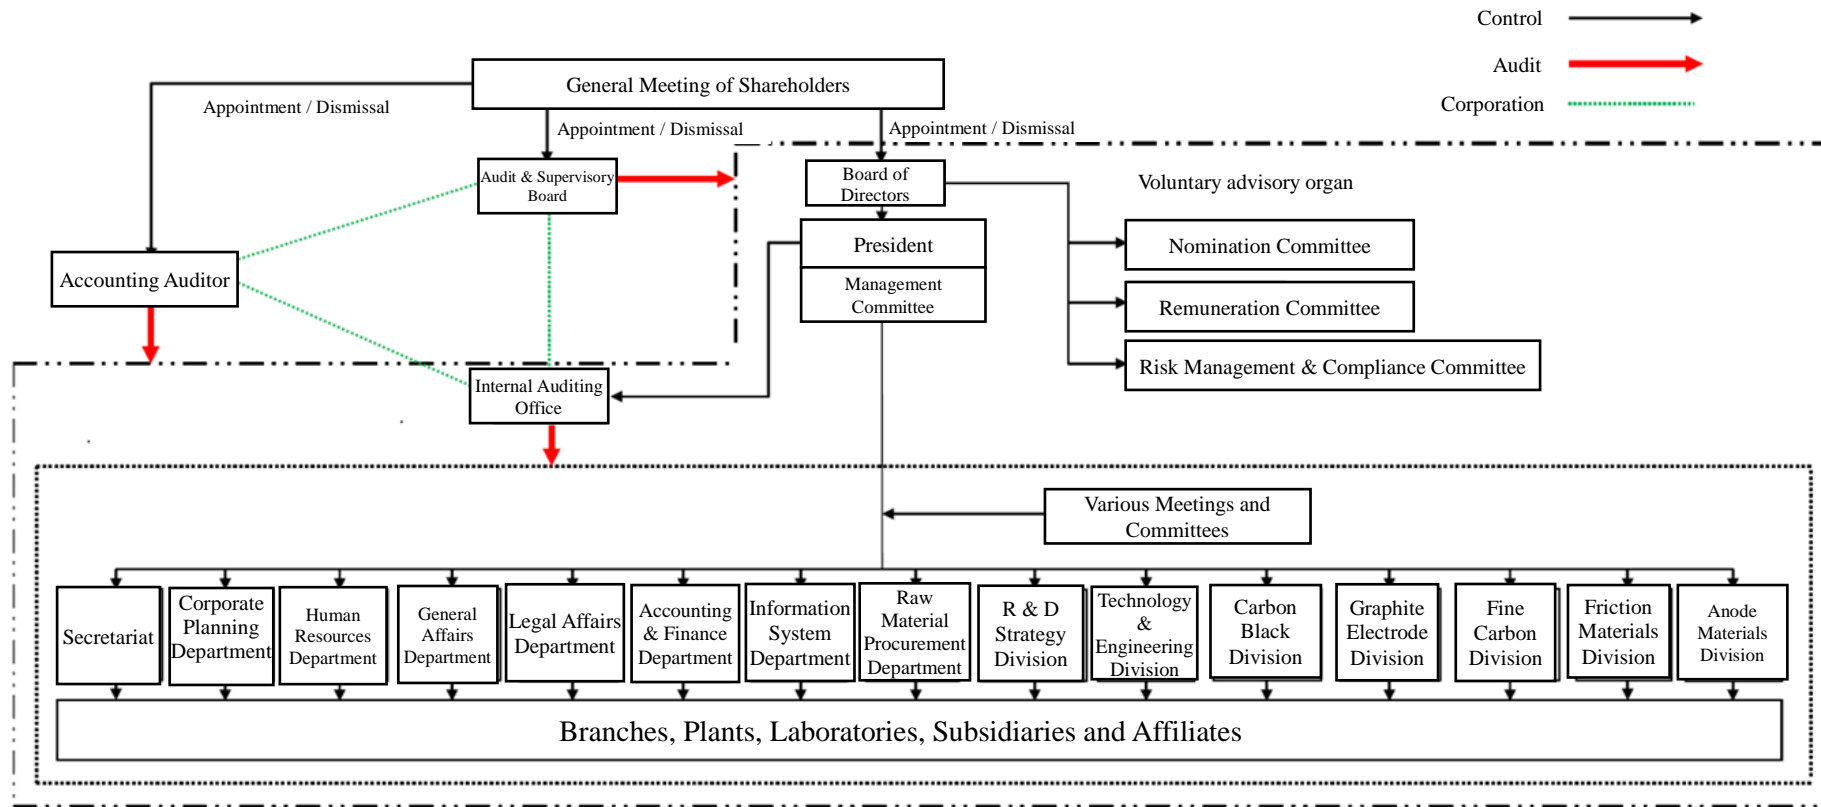 Control
Audit
Corporation
General Meeting of Shareholders
Appointment / Dismissal
Appointment / Dismissal
Appointment / Dismissal
Audit & Supervisory
Board
Board of
Directors
Voluntary advisory organ
President
Management
Committee
Nomination Committee
Remuneration Committee
Risk Management & Compliance Committee
Accounting Auditor
Internal Auditing
Office
Various Meetings and
Committees
Secretariat
Corporate
Planning
Department
Human
Resources
Department
General
Affairs
Department
Legal Affairs
Department
Accounting
& Finance
Department
Information
System
Department
Raw
Material
Procurement
Department
R & D
Strategy
Division
Technology
&
Engineering
Division
Carbon
Black
Division
Graphite
Electrode
Division
Fine
Carbon
Division
Friction
Materials
Division
Anode
Materials
Division
Branches, Plants, Laboratories, Subsidiaries and Affiliates